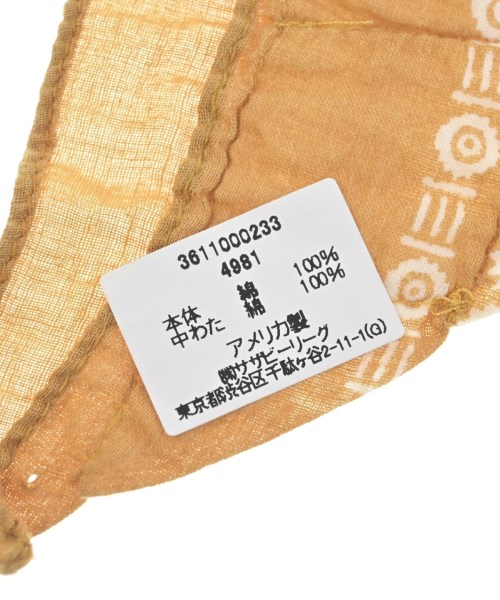 3611000233
4981
本体 綿 100%
中わた 綿 100%
アメリカ製
㈱サザビーリーグ
東京都渋谷区千駄ヶ谷2-11-1(G)